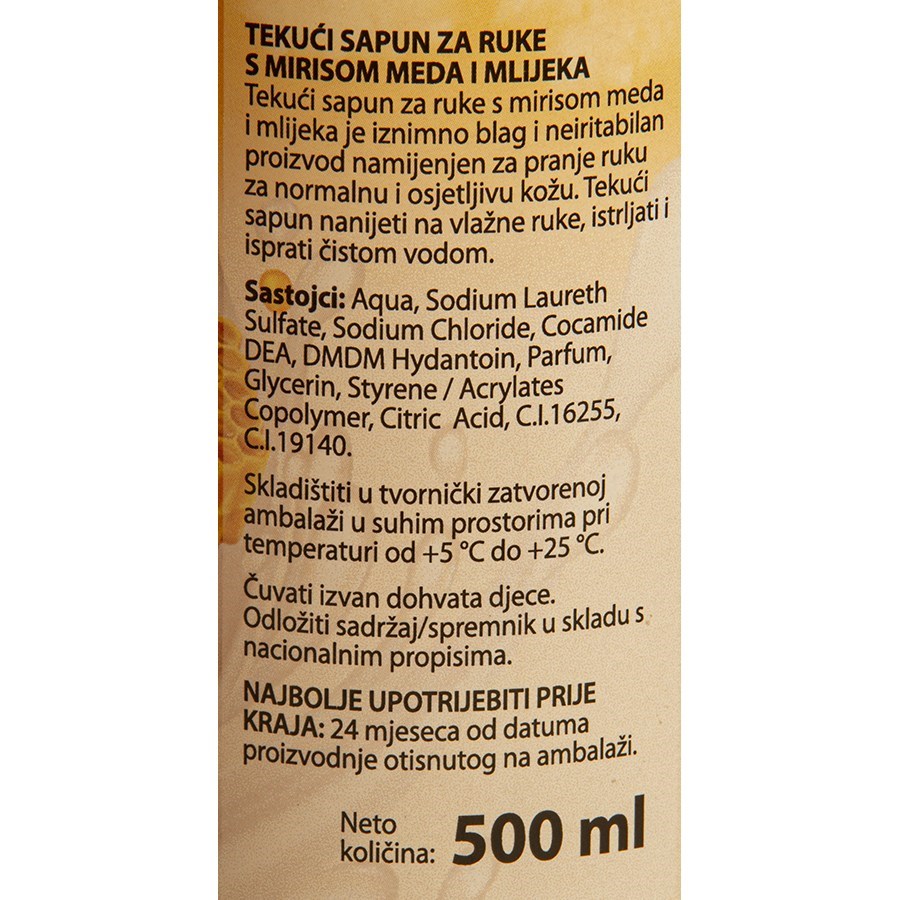 TEKUĆI SAPUN ZA RUKE
S MIRISOM MEDA I MLIJEKA
Tekući sapun za ruke s mirisom meda
i mlijeka je iznimno blag i neiritabilan
proizvod namijenjen za pranje ruku
za normalnu i osjetljivu kožu. Tekući
sapun nanijeti na vlažne ruke, istrljati i
isprati čistom vodom.
Sastojci: Aqua, Sodium Laureth
Sulfate, Sodium Chloride, Cocamide
DEA, DMDM Hydantoin, Parfum,
Glycerin, Styrene / Acrylates
Copolymer, Citric Acid, C.I.16255,
C.I.19140.
Skladištiti u tvornički zatvorenoj
ambalaži u suhim prostorima pri
temperaturi od +5 °C do +25 °C.
Čuvati izvan dohvata djece.
Odložiti sadržaj/spremnik u skladu s
nacionalnim propisima.
NAJBOLJE UPOTRIJEBITI PRIJE
KRAJA: 24 mjeseca od datuma
proizvodnje otisnutog na ambalaži.
Neto
količina: 500 ml